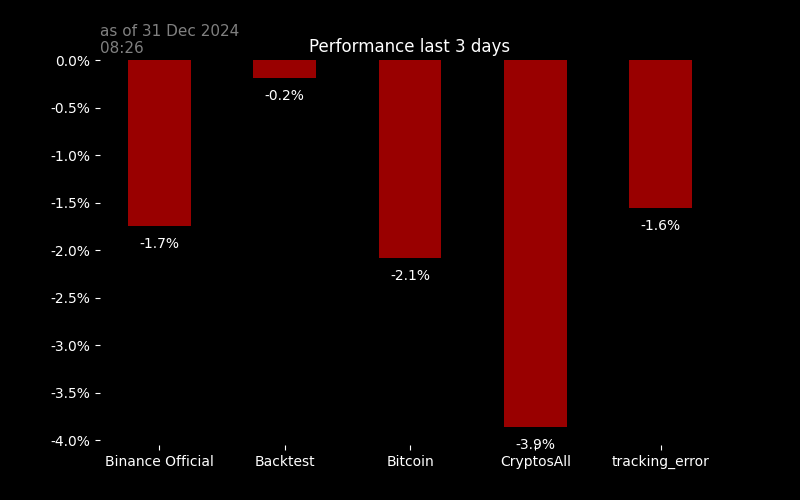 as of 31 Dec 2024
08:26
Performance last 3 days
0.0%
-0.5%
-1.0%
-1.5%
-2.0%
-2.5%
-3.0%
-3.5%
-4.0%
-1.7%
-0.2%
-2.1%
-3.9%
-1.6%
Binance Official
Backtest
Bitcoin
CryptosAll
tracking_error